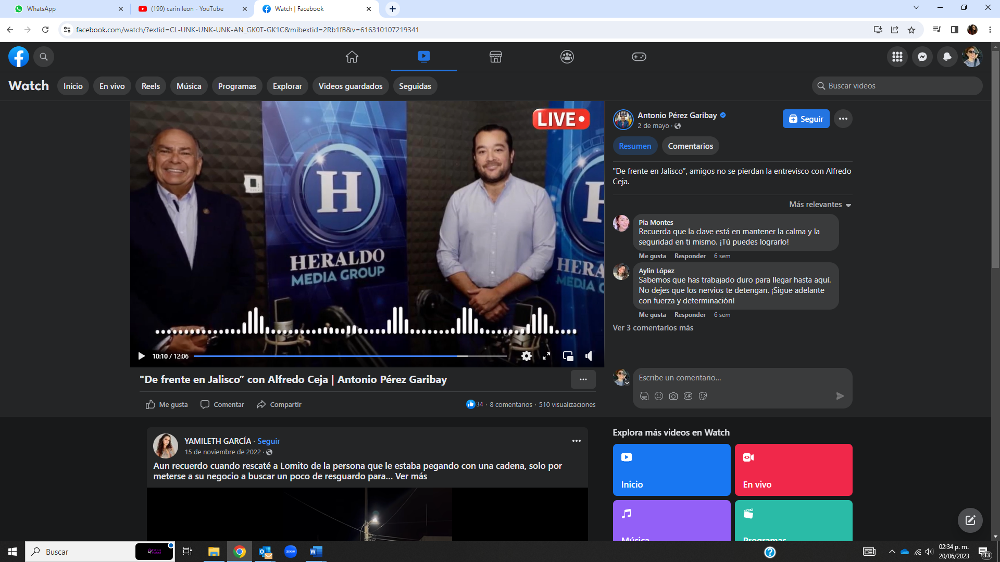 WhatsApp
(199) carin leon - YouTube
Watch | Facebook
facebook.com/watch/?extid=CL-UNK-UNK-UNK-AN_GK0T-GK1C&mibextid=2Rb1fB&v=616310107219341
Watch
Inicio
En vivo
Reels
Música
Programas
Explorar
Videos guardados
Seguidas
Buscar videos
LIVE
H
HERALDO
MEDIA GROUP
HERA
MEDIA G
10:10 / 12:06
"De frente en Jalisco” con Alfredo Ceja | Antonio Pérez Garibay
Me gusta
Comentar
Compartir
34 · 8 comentarios · 510 visualizaciones
Antonio Pérez Garibay
2 de mayo ·
Seguir
Resumen
Comentarios
"De frente en Jalisco”, amigos no se pierdan la entrevisco con Alfredo
Ceja.
Más relevantes
Pia Montes
Recuerda que la clave está en mantener la calma y la
seguridad en ti mismo. ¡Tú puedes lograrlo!
Me gusta Responder 6 sem
Aylin López
Sabemos que has trabajado duro para llegar hasta aquí.
No dejes que los nervios te detengan. ¡Sigue adelante
con fuerza y determinación!
Me gusta Responder 6 sem
Ver 3 comentarios más
Escribe un comentario...
GIF
YAMILETH GARCÍA · Seguir
15 de noviembre de 2022 ·
Aun recuerdo cuando rescaté a Lomito de la persona que le estaba pegando con una cadena, solo por
meterse a su negocio a buscar un poco de resguardo para... Ver más
Explora más videos en Watch
Inicio
En vivo
Música
Programas
Buscar
zoom
02:34 p. m.
20/06/2023
33